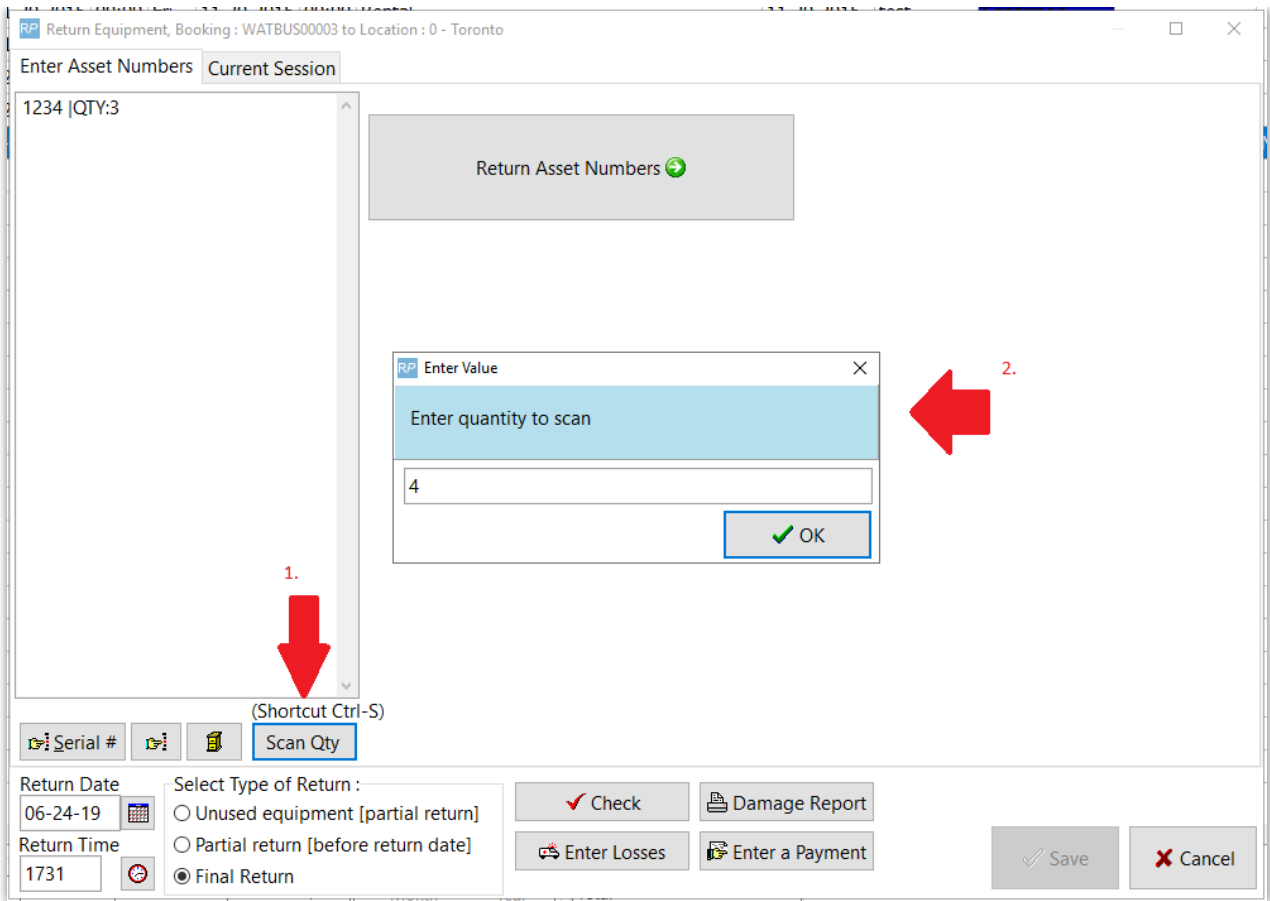 RP Return Equipment, Booking : WATBUS00003 to Location : 0 - Toronto
Enter Asset Numbers Current Session
1234 |QTY:3
Return Asset Numbers
RP Enter Value
2.
Enter quantity to scan
4
OK
1.
(Shortcut Ctrl-S)
Serial #
Scan Qty
Return Date
06-24-19
Return Time
1731
Select Type of Return :
Unused equipment [partial return]
Partial return [before return date]
Final Return
Check
Damage Report
Enter Losses
Enter a Payment
Save
Cancel